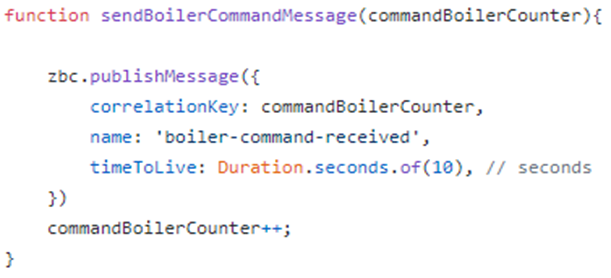 function sendBoilerCommandMessage(commandBoilerCounter){
zbc.publishMessage({
correlationKey: commandBoilerCounter,
name: 'boiler-command-received',
timeToLive: Duration.seconds.of(10), // seconds
})
commandBoilerCounter++;
}